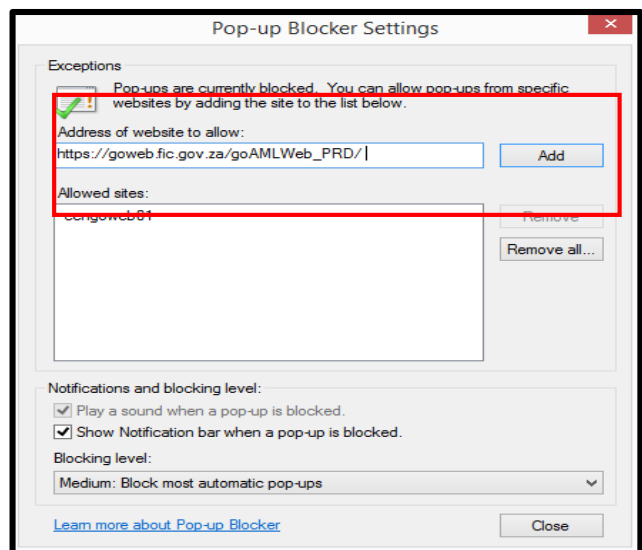 Pop-up Blocker Settings
Exceptions
Pop-ups are currently blocked. You can allow pop-ups from specific
websites by adding the site to the list below.
Address of website to allow:
https://goweb.fic.gov.za/goAMLWeb_PRD/
Add
Allowed sites:
Remove
Remove all...
Notifications and blocking level:
Play a sound when a pop-up is blocked.
Show Notification bar when a pop-up is blocked.
Blocking level:
Medium: Block most automatic pop-ups
Learn more about Pop-up Blocker
Close